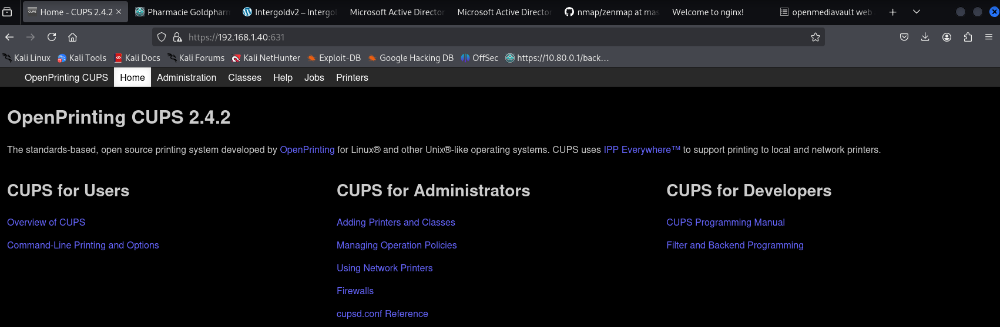 Home - CUPS 2.4.2
Pharmacie Goldpharm
Intergoldv2 – Intergol
Microsoft Active Director
Microsoft Active Director
nmap/zenmap at mas
Welcome to nginx!
openmediavault web
https://192.168.1.40:631
Kali Linux
Kali Tools
Kali Docs
Kali Forums
Kali NetHunter
Exploit-DB
Google Hacking DB
OffSec
https://10.80.0.1/back…
OpenPrinting CUPS
Home
Administration
Classes
Help
Jobs
Printers
OpenPrinting CUPS 2.4.2
The standards-based, open source printing system developed by OpenPrinting for Linux® and other Unix®-like operating systems. CUPS uses IPP Everywhere™ to support printing to local and network printers.
CUPS for Users
Overview of CUPS
Command-Line Printing and Options
CUPS for Administrators
Adding Printers and Classes
Managing Operation Policies
Using Network Printers
Firewalls
cupsd.conf Reference
CUPS for Developers
CUPS Programming Manual
Filter and Backend Programming